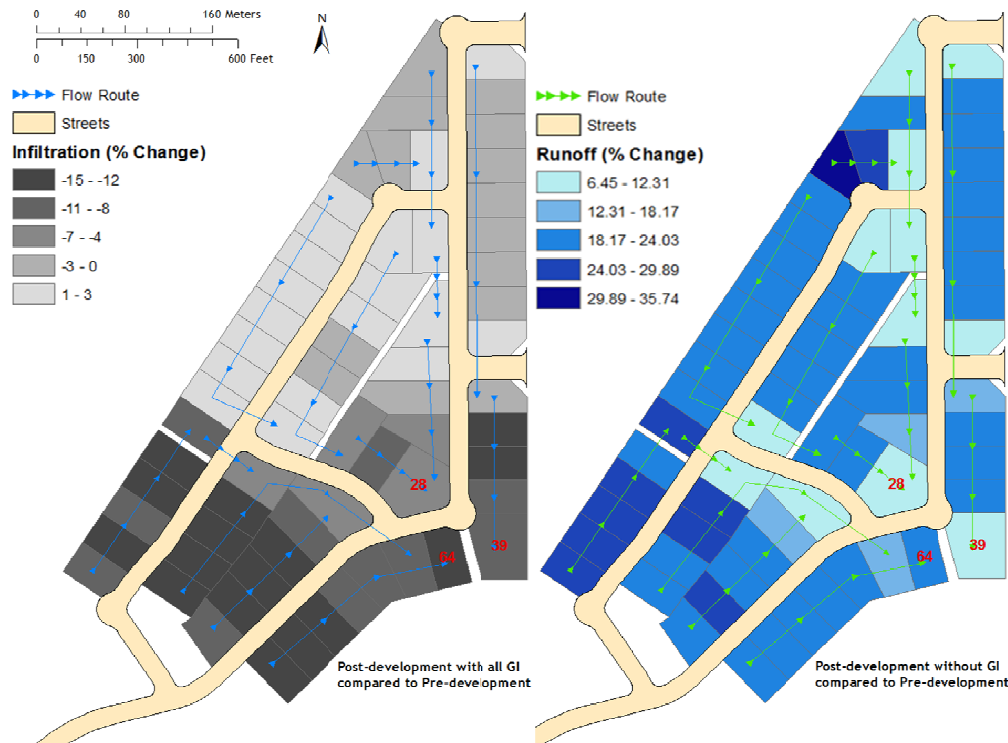 0 40 80 160 Meters
0 150 300 600 Feet
N
Flow Route
Streets
Infiltration (% Change)
-15 - -12
-11 - -8
-7 - -4
-3 - 0
1 - 3
28
39
64
Post-development with all GI
compared to Pre-development
Flow Route
Streets
Runoff (% Change)
6.45 - 12.31
12.31 - 18.17
18.17 - 24.03
24.03 - 29.89
29.89 - 35.74
28
39
64
Post-development without GI
compared to Pre-development